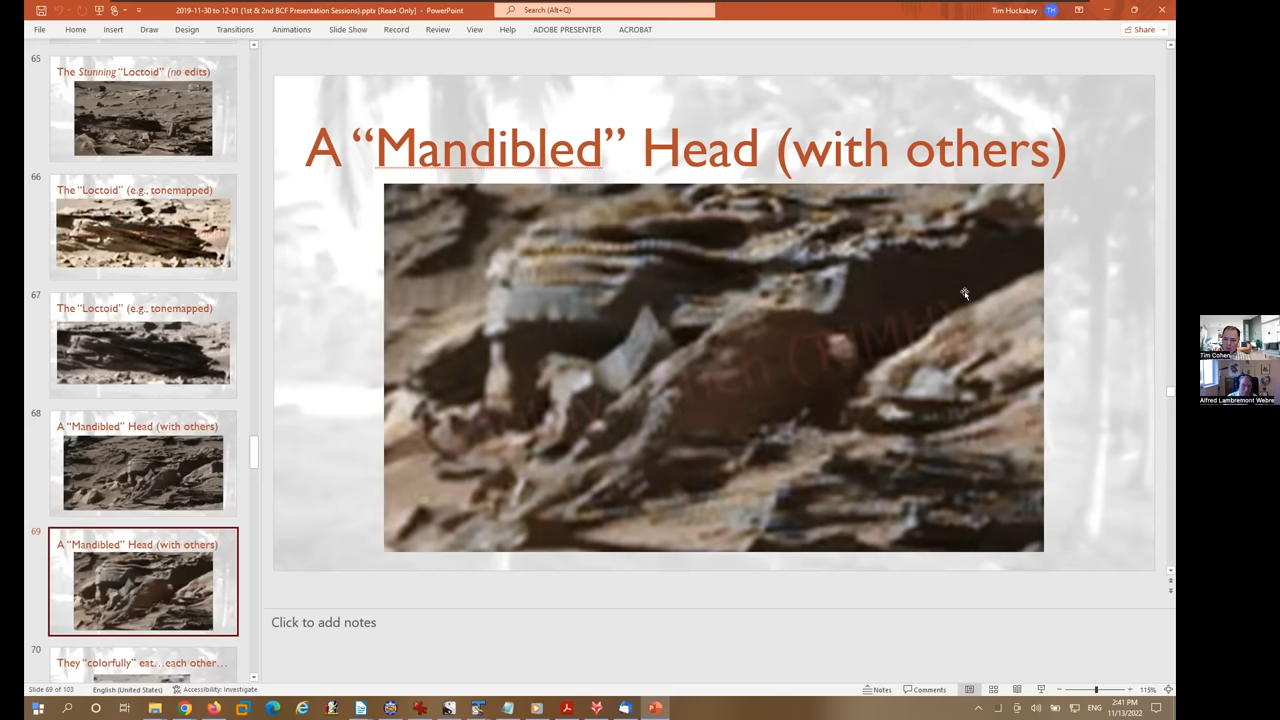 2019-11-30 to 12-01 (1st & 2nd BCF Presentation Sessions).pptx [Read-Only] - PowerPoint
Search (Alt+Q)
Tim Huckabay
TH
File Home Insert Draw Design Transitions Animations Slide Show Record Review View Help ADOBE PRESENTER ACROBAT
Share
65
The Stunning “Loctoid” (no edits)
66
The “Loctoid” (e.g., tonemapped)
67
The “Loctoid” (e.g., tonemapped)
68
A “Mandibled” Head (with others)
69
A “Mandibled” Head (with others)
70
They “colorfully” eat…each other…
A “Mandibled” Head (with others)
Click to add notes
Tim Cohen
Alfred Lambremont Webre
Slide 69 of 103
English (United States)
Accessibility: Investigate
Notes
Comments
115%
ENG
2:41 PM
11/13/2022